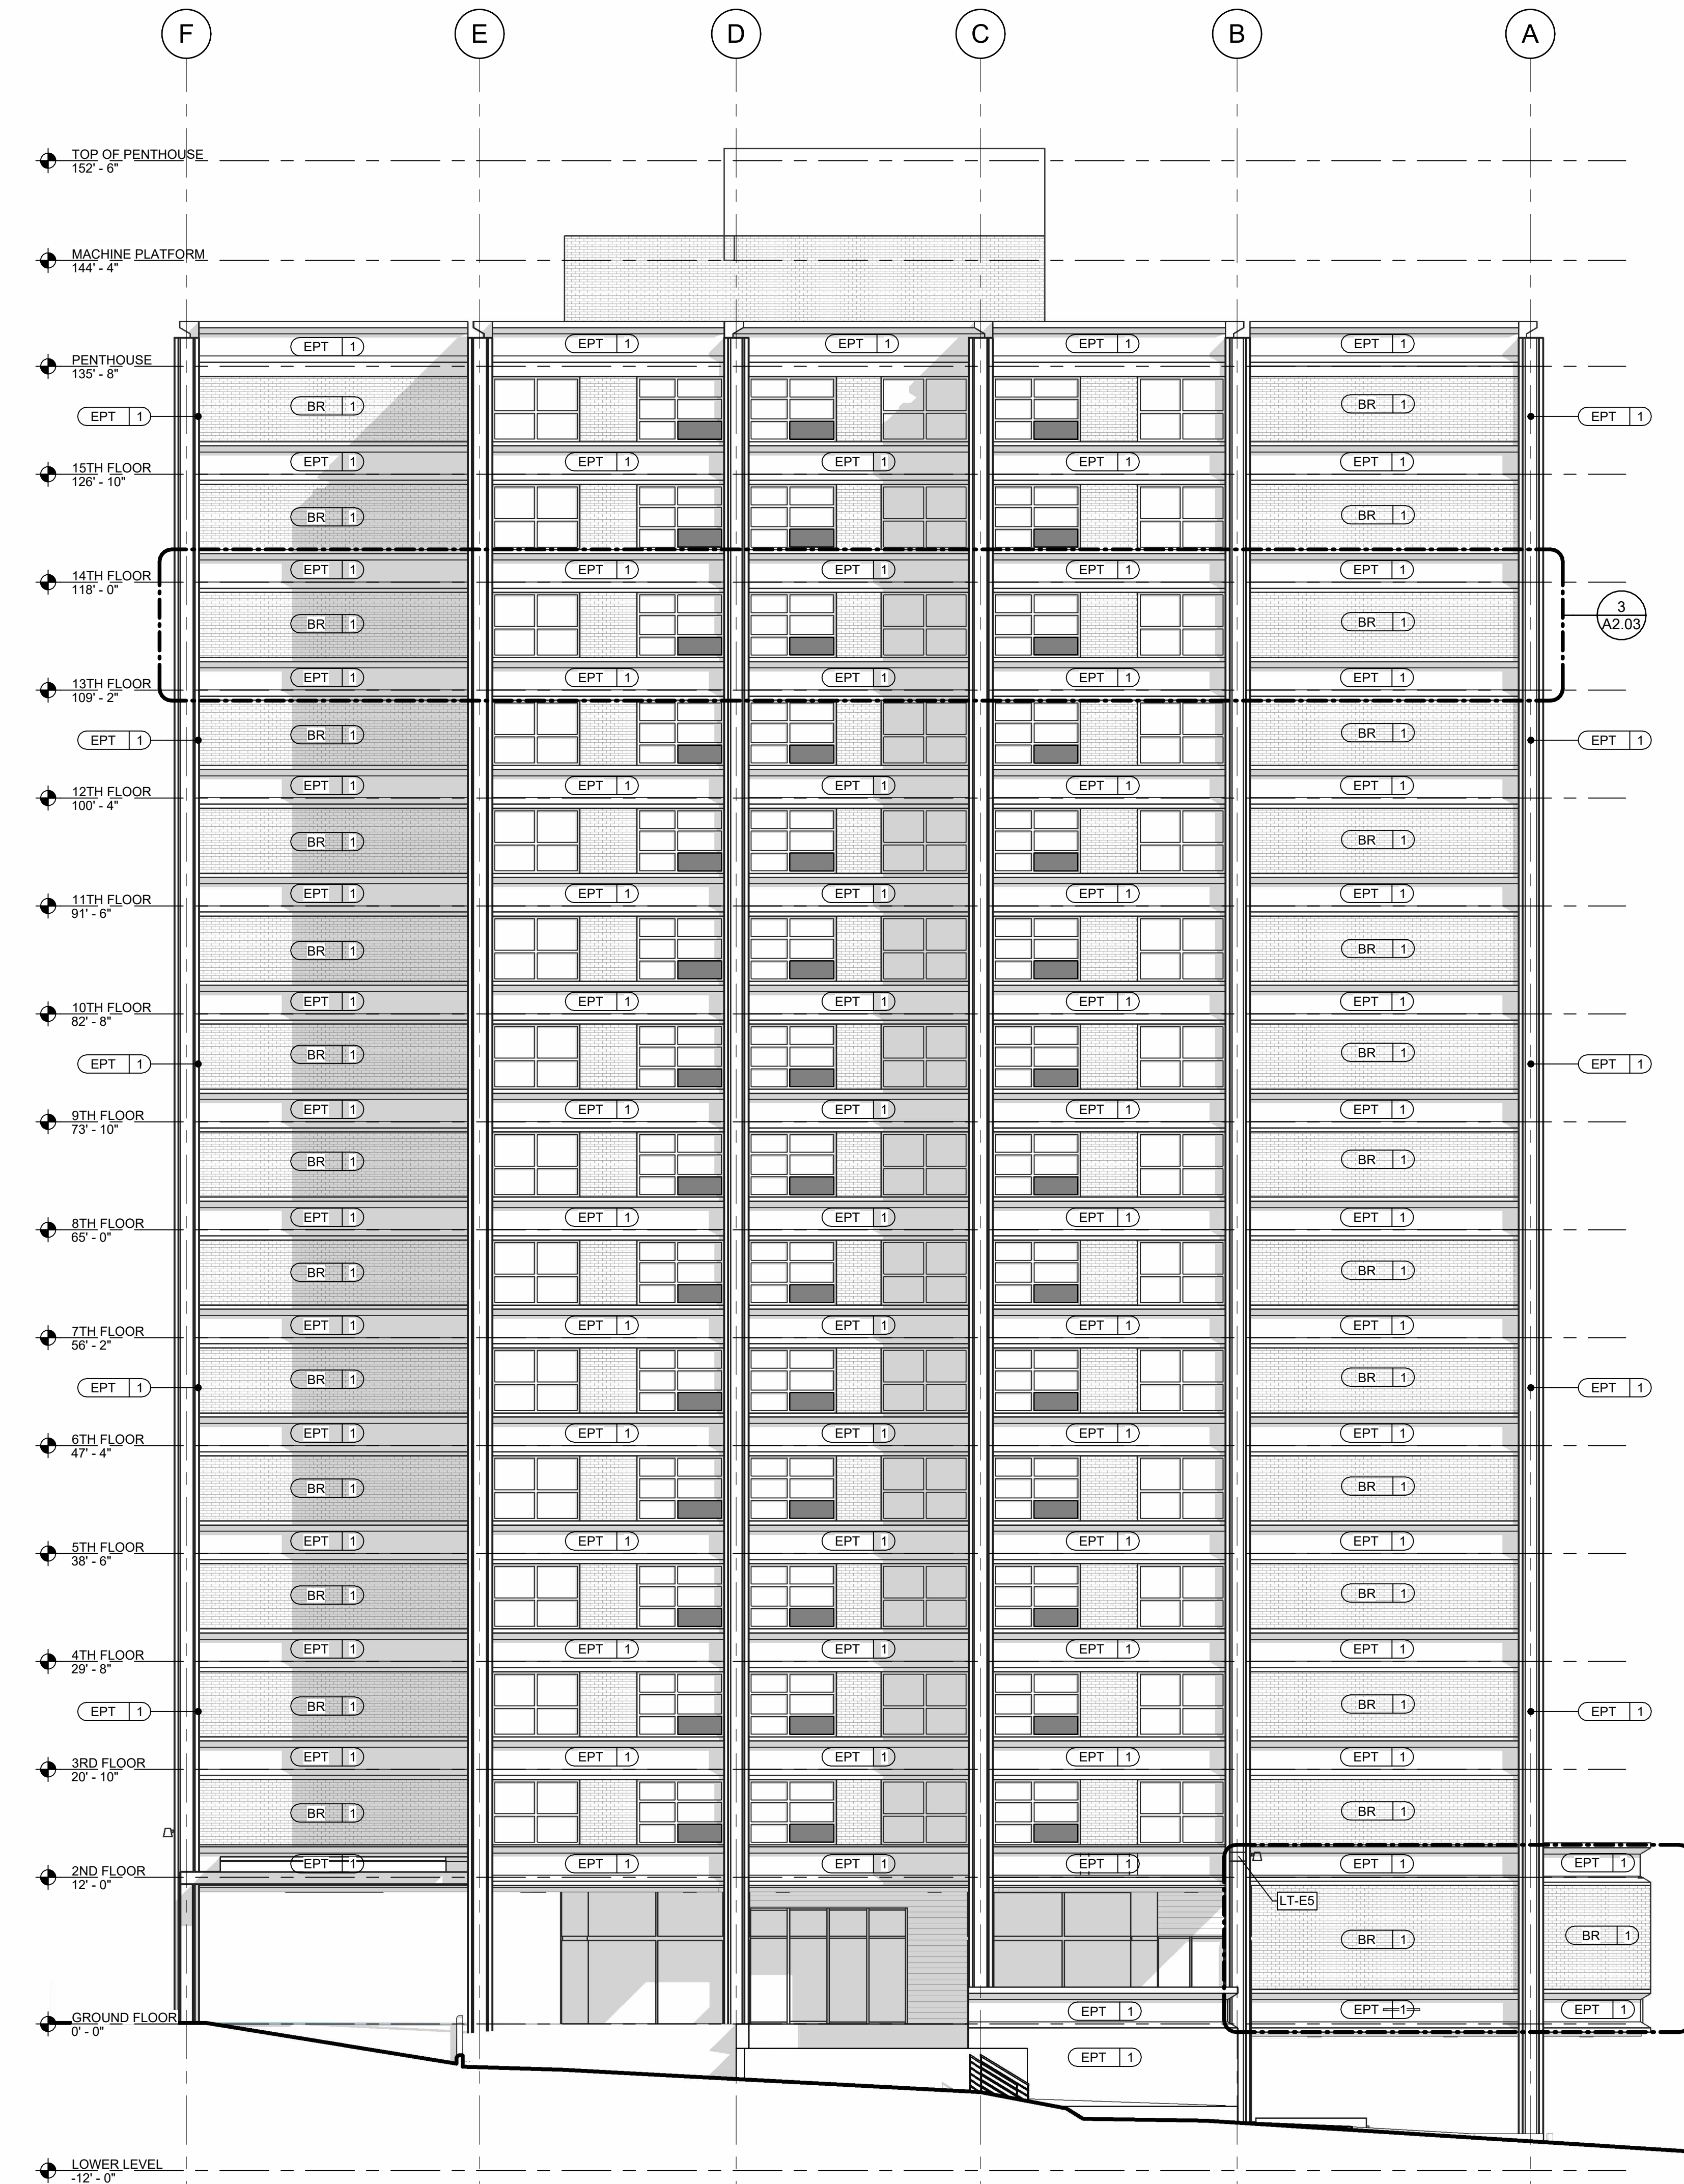 F E D C B A
TOP OF PENTHOUSE
152' - 6"
MACHINE PLATFORM
144' - 4"
EPT 1 EPT 1 EPT 1 EPT 1 EPT 1
PENTHOUSE
135' - 8"
BR 1 BR 1
EPT 1 EPT 1
EPT 1 EPT 1 EPT 1 EPT 1 EPT 1
15TH FLOOR
126' - 10"
BR 1 BR 1
EPT 1 EPT 1 EPT 1 EPT 1 EPT 1
14TH FLOOR
118' - 0"
3
A2.03
BR 1 BR 1
EPT 1 EPT 1 EPT 1 EPT 1 EPT 1
13TH FLOOR
109' - 2"
BR 1 BR 1
EPT 1 EPT 1
EPT 1 EPT 1 EPT 1 EPT 1 EPT 1
12TH FLOOR
100' - 4"
BR 1 BR 1
EPT 1 EPT 1 EPT 1 EPT 1 EPT 1
11TH FLOOR
91' - 6"
BR 1 BR 1
EPT 1 EPT 1 EPT 1 EPT 1 EPT 1
10TH FLOOR
82' - 8"
BR 1 BR 1
EPT 1 EPT 1
EPT 1 EPT 1 EPT 1 EPT 1 EPT 1
9TH FLOOR
73' - 10"
BR 1 BR 1
EPT 1 EPT 1 EPT 1 EPT 1 EPT 1
8TH FLOOR
65' - 0"
BR 1 BR 1
EPT 1 EPT 1 EPT 1 EPT 1 EPT 1
7TH FLOOR
56' - 2"
BR 1 BR 1
EPT 1 EPT 1
EPT 1 EPT 1 EPT 1 EPT 1 EPT 1
6TH FLOOR
47' - 4"
BR 1 BR 1
EPT 1 EPT 1 EPT 1 EPT 1 EPT 1
5TH FLOOR
38' - 6"
BR 1 BR 1
EPT 1 EPT 1 EPT 1 EPT 1 EPT 1
4TH FLOOR
29' - 8"
BR 1 BR 1
EPT 1 EPT 1
EPT 1 EPT 1 EPT 1 EPT 1 EPT 1
3RD FLOOR
20' - 10"
BR 1 BR 1
EPT 1 EPT 1 EPT 1 EPT 1 EPT 1 EPT 1
2ND FLOOR
12' - 0"
LT-E5
BR 1 BR 1
EPT 1 EPT 1 EPT 1
GROUND FLOOR
0' - 0"
EPT 1
LOWER LEVEL
-12' - 0"